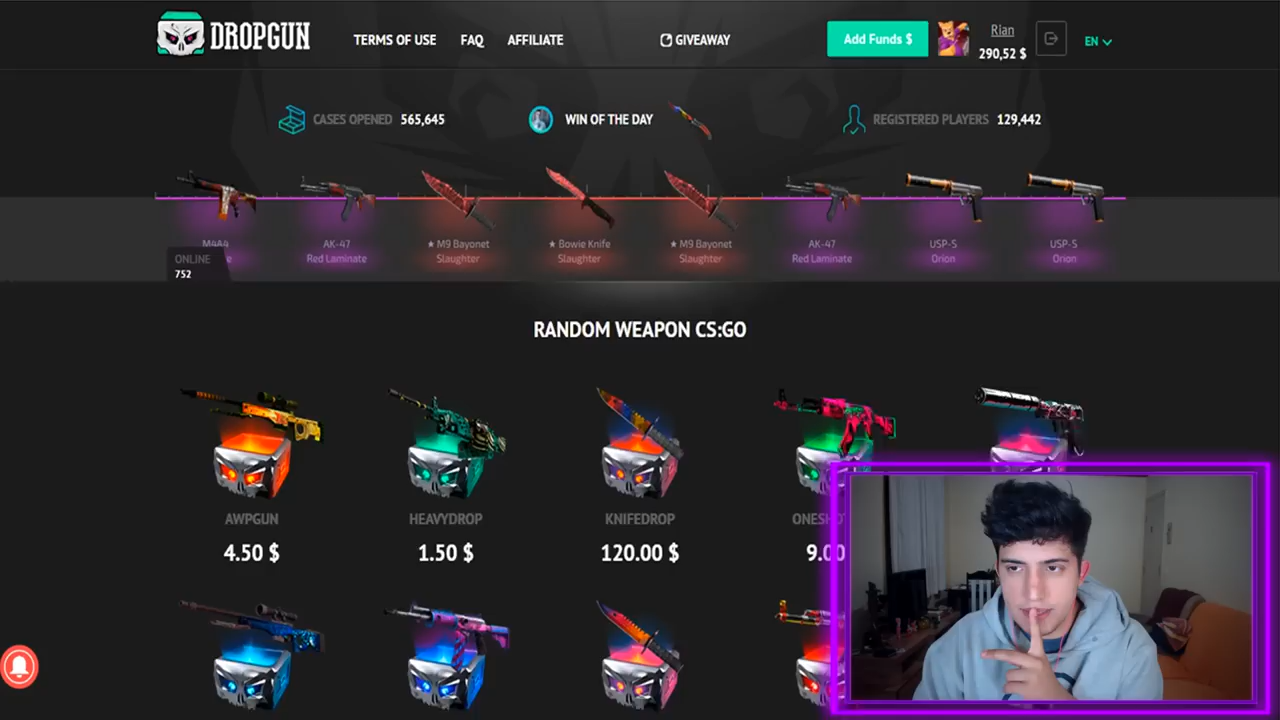 DROPGUN
TERMS OF USE
FAQ
AFFILIATE
GIVEAWAY
Add Funds $
Rian
290,52 $
EN
CASES OPENED 565,645
WIN OF THE DAY
REGISTERED PLAYERS 129,442
M4A4
AK-47
Red Laminate
★ M9 Bayonet
Slaughter
★ Bowie Knife
Slaughter
★ M9 Bayonet
Slaughter
AK-47
Red Laminate
USP-S
Orion
USP-S
Orion
ONLINE
752
RANDOM WEAPON CS:GO
AWPGUN
4.50 $
HEAVYDROP
1.50 $
KNIFEDROP
120.00 $
9.00